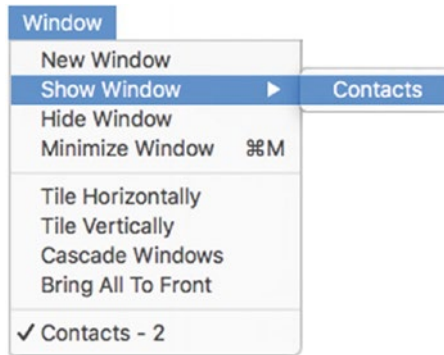 Window
New Window
Show Window ▶ Contacts
Hide Window
Minimize Window ⌘M
Tile Horizontally
Tile Vertically
Cascade Windows
Bring All To Front
✓ Contacts - 2